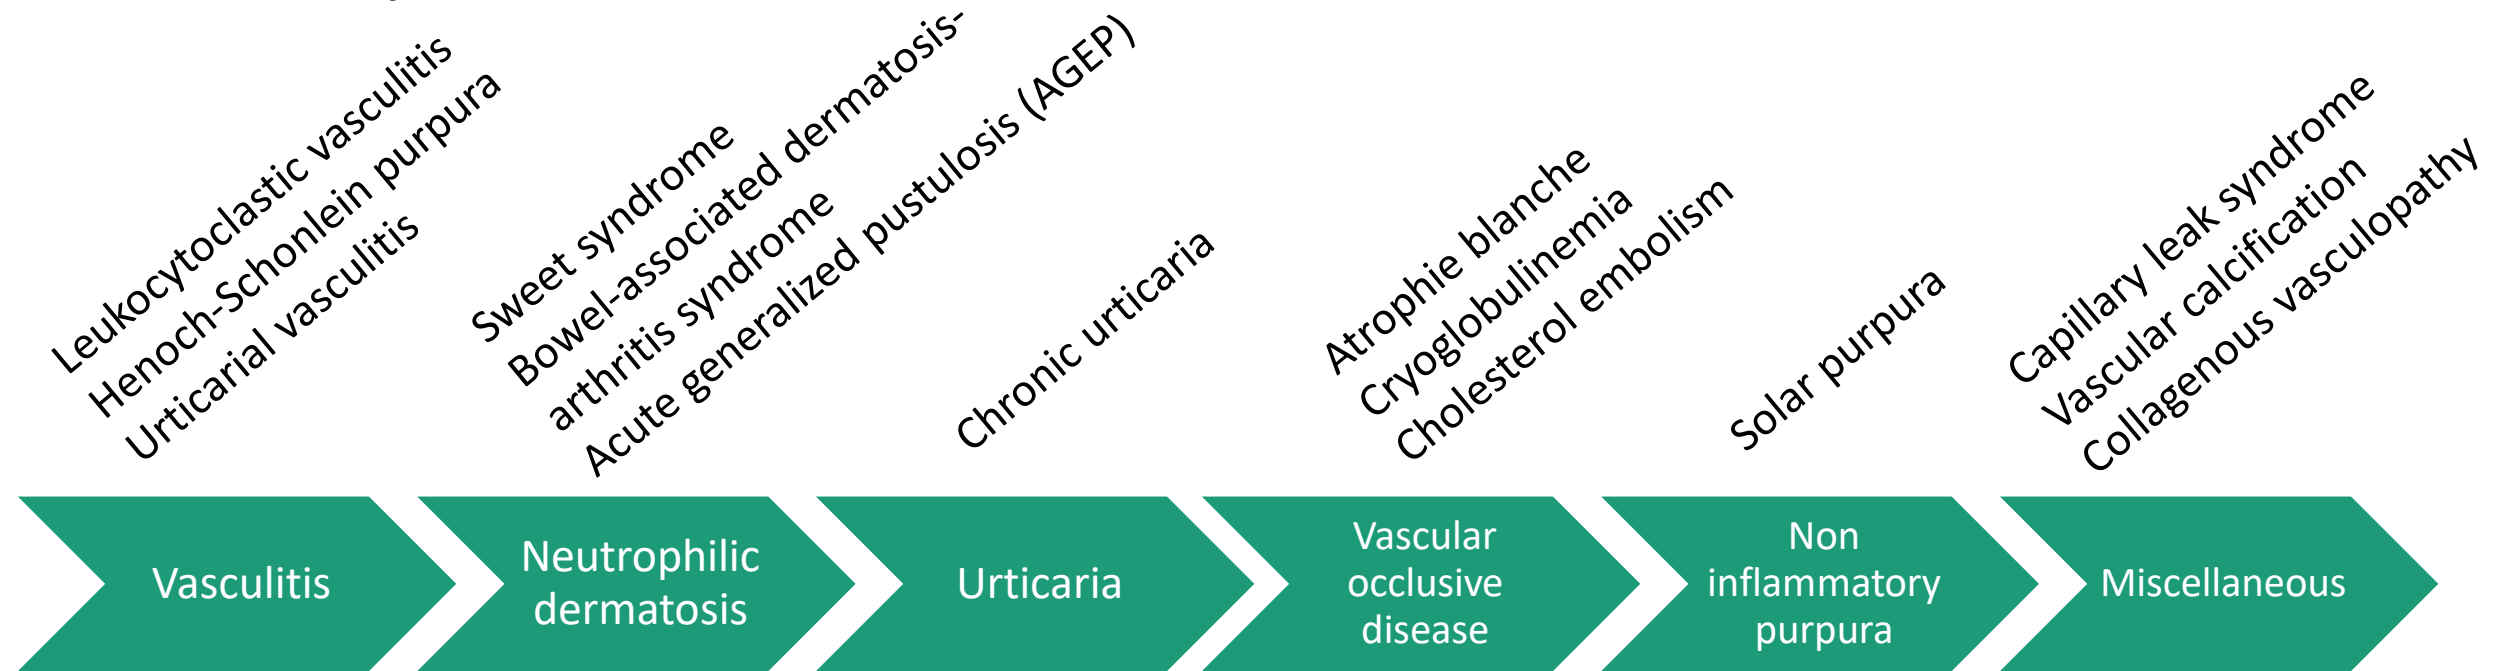 Leukocytoclastic vasculitis
Henoch-Schonlein purpura
Urticarial vasculitis
Sweet syndrome
Bowel-associated dermatosis-
arthritis syndrome
Acute generalized pustulosis (AGEP)
Chronic urticaria
Atrophie blanche
Cryoglobulinemia
Cholesterol embolism
Solar purpura
Capillary leak syndrome
Vascular calcification
Collagenous vasculopathy
Vasculitis
Neutrophilic
dermatosis
Urticaria
Vascular
occlusive
disease
Non
inflammatory
purpura
Miscellaneous